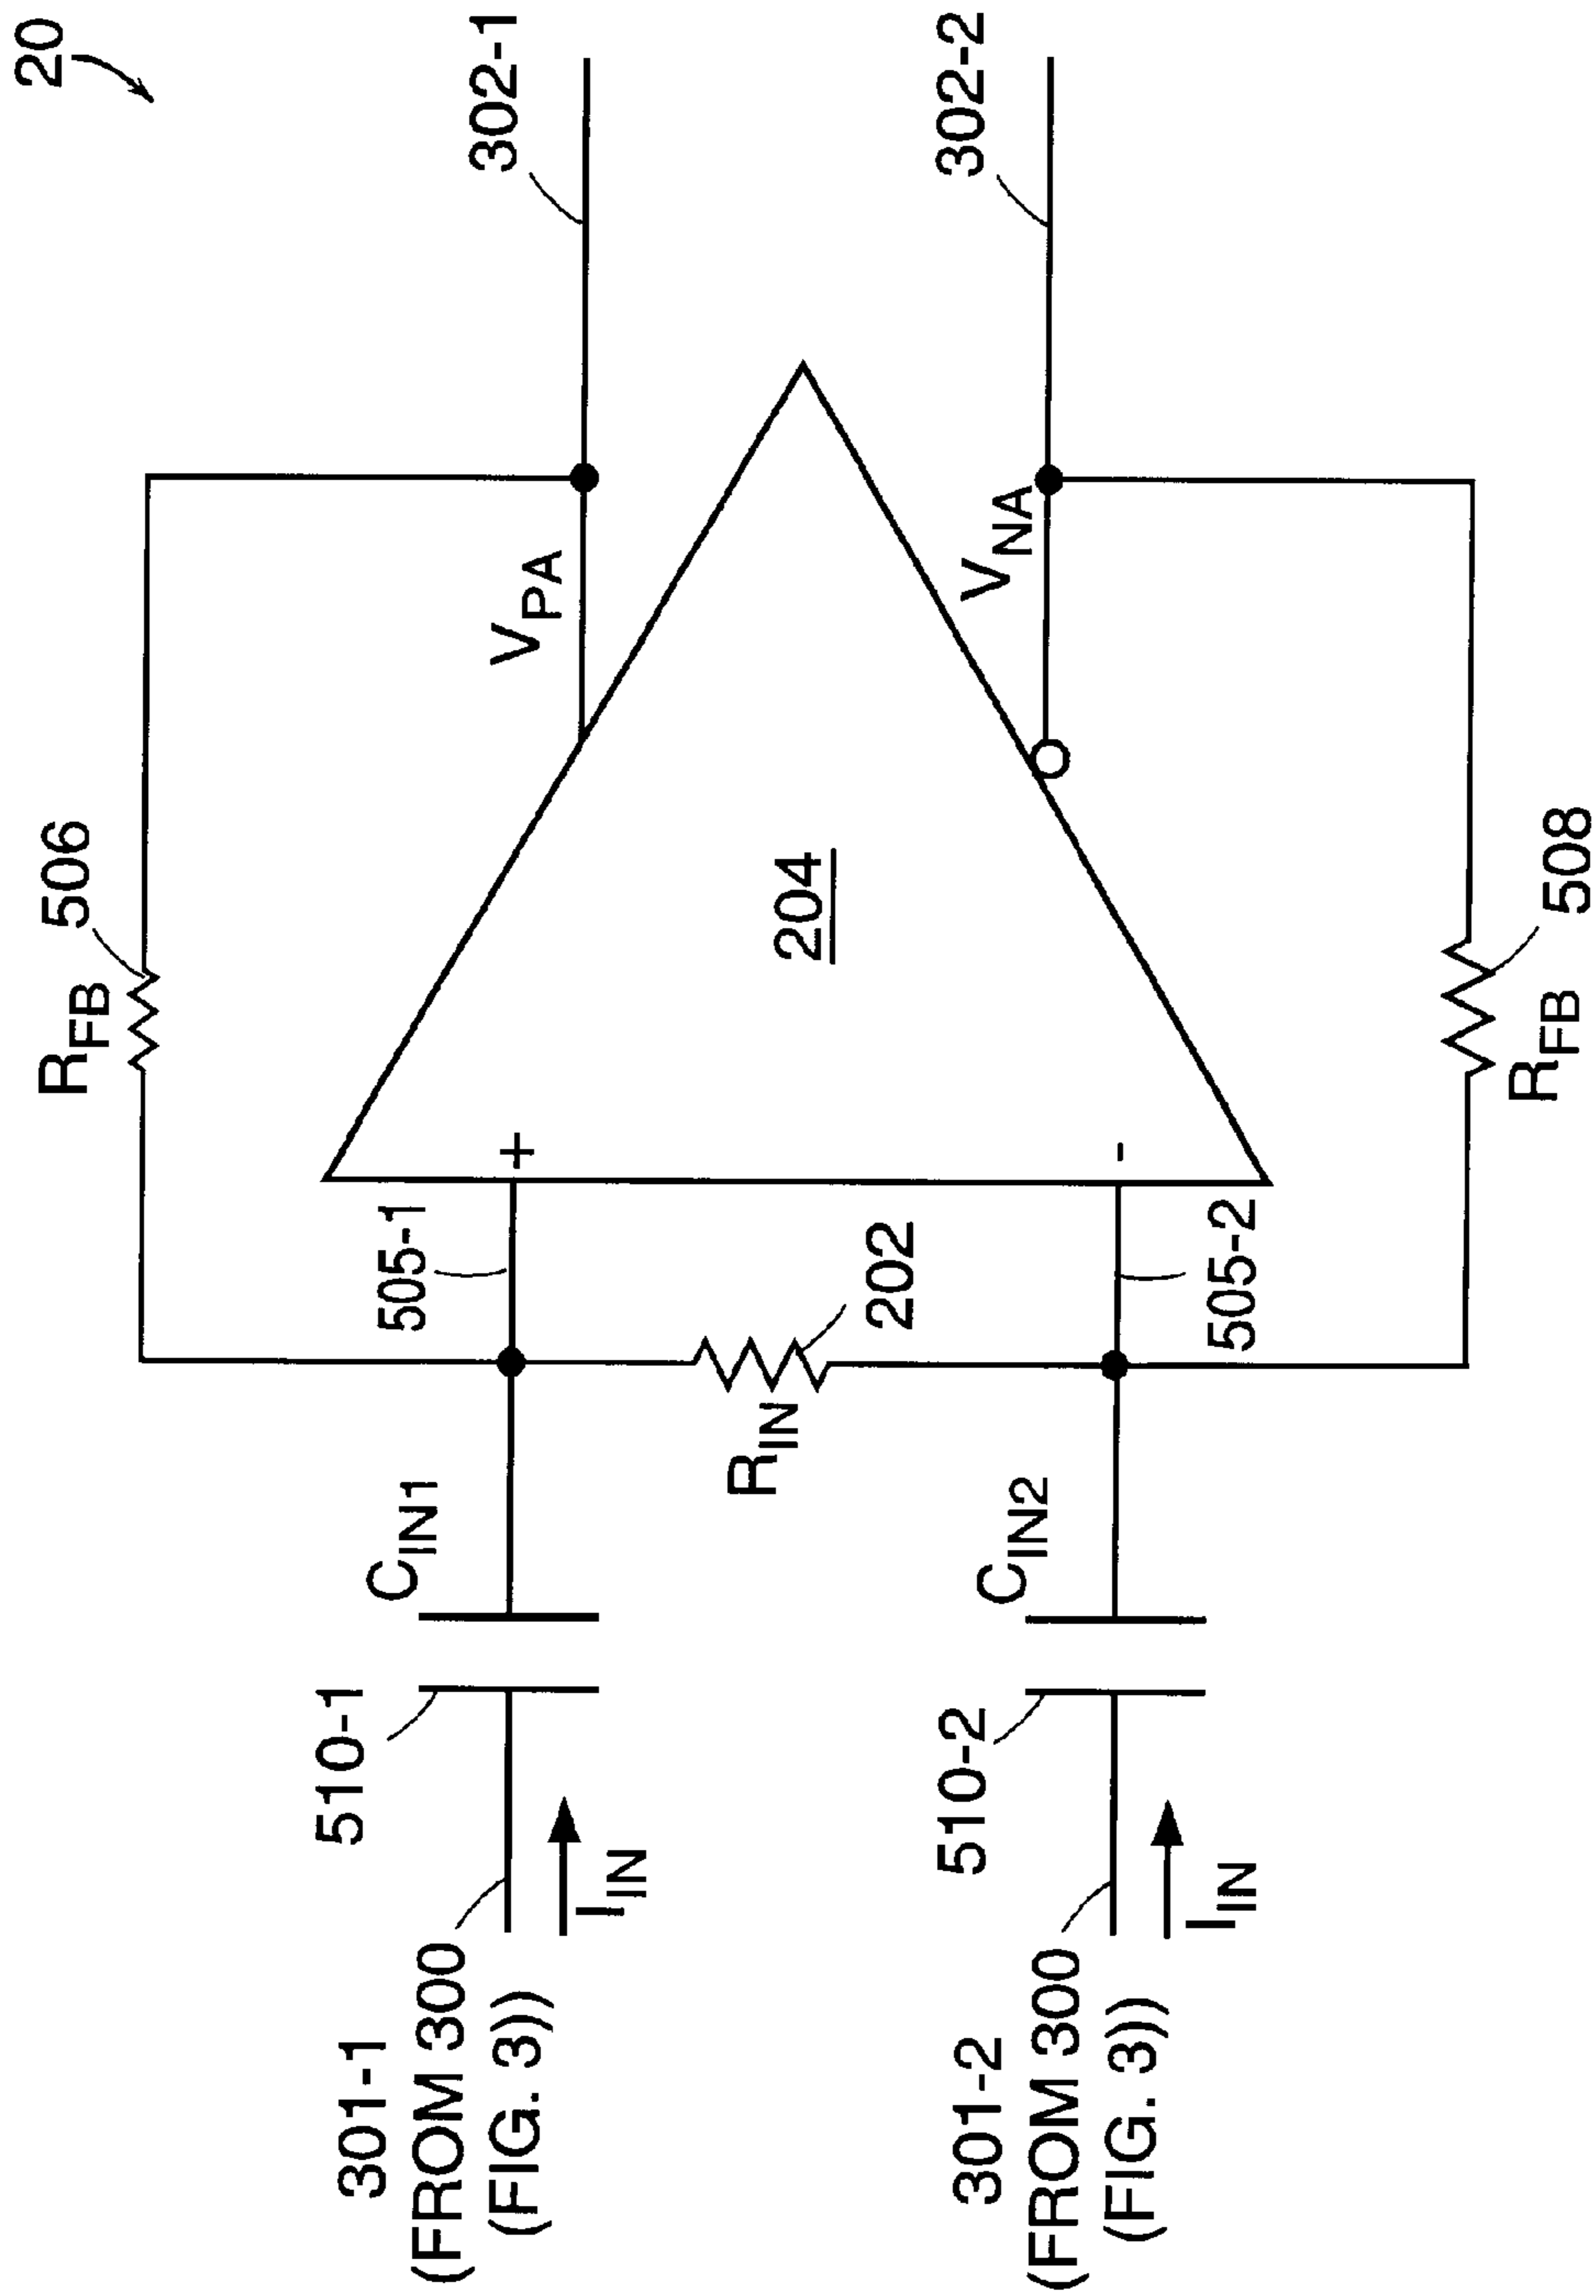 20
R_FB
506
302-1
V_PA
505-1
+
C_IN1
510-1
301-1
(FROM 300
(FIG. 3))
I_IN
204
R_IN
202
302-2
V_NA
505-2
-
C_IN2
510-2
301-2
(FROM 300
(FIG. 3))
I_IN
R_FB
508